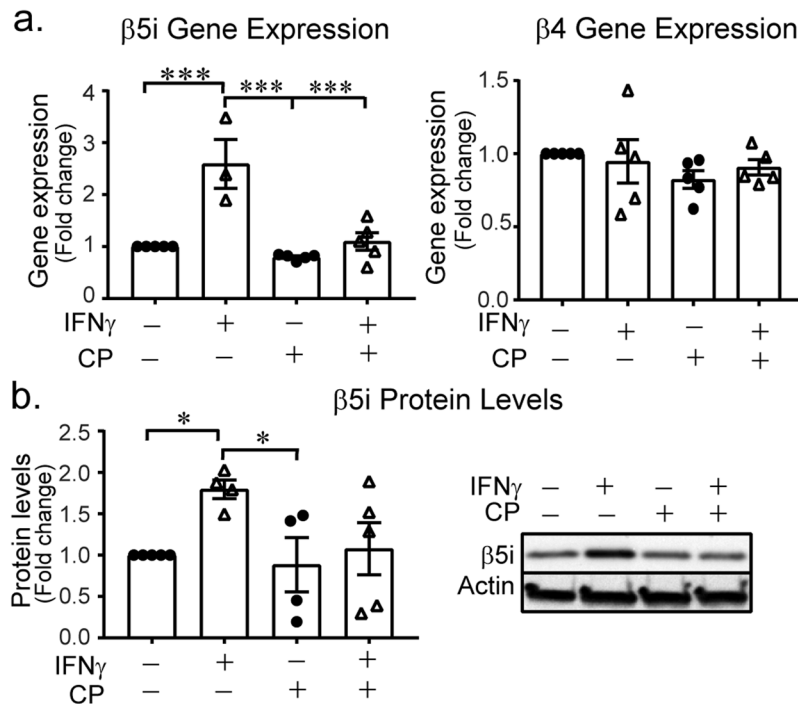 a.
β5i Gene Expression
Gene expression
(Fold change)
4
3
2
1
0
*** *** ***
IFNγ – + – +
CP – – + +
β4 Gene Expression
Gene expression
(Fold change)
1.5
1.0
0.5
0.0
IFNγ – + – +
CP – – + +
b.
β5i Protein Levels
Protein levels
(Fold change)
2.5
2.0
1.5
1.0
0.5
0.0
* *
IFNγ – + – +
CP – – + +
IFNγ – + – +
CP – – + +
β5i
Actin